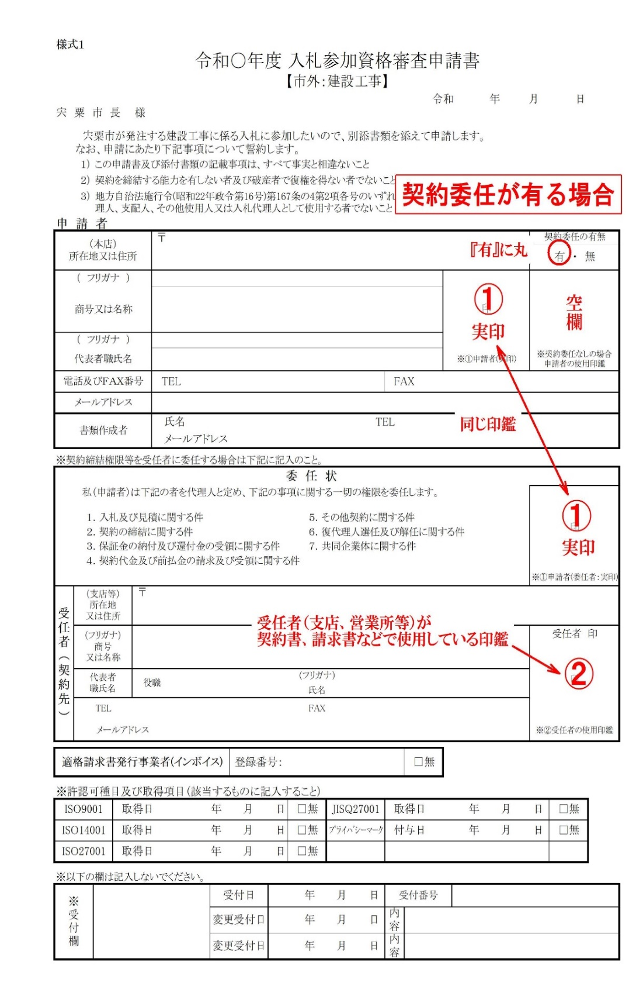 様式1
令和〇年度 入札参加資格審査申請書
【市外:建設工事】
令和 年 月 日
宍粟市長 様
宍粟市が発注する建設工事に係る入札に参加したいので、別添書類を添えて申請します。
なお、申請にあたり下記事項について誓約します。
1) この申請書及び添付書類の記載事項は、すべて事実と相違ないこと
2) 契約を締結する能力を有しない者及び破産者で復権を得ない者でないこと
3) 地方自治法施行令(昭和22年政令第16号)第167条の4第2項各号のいずれ
理人、支配人、その他使用人又は入札代理人として使用する者でないこと
契約委任が有る場合
申請者
(本店)
所在地又は住所
〒
『有』に丸
契約委任の有無
有・無
(フリガナ)
商号又は名称
(フリガナ)
代表者職氏名
①
実印
※①申請者(実印)
空欄
※契約委任なしの場合
申請者の使用印鑑
電話及びFAX番号 TEL FAX
メールアドレス
書類作成者
氏名 TEL
メールアドレス
同じ印鑑
※契約締結権限等を受任者に委任する場合は下記に記入のこと。
委任状
私(申請者)は下記の者を代理人と定め、下記の事項に関する一切の権限を委任します。
1. 入札及び見積に関する件
2. 契約の締結に関する件
3. 保証金の納付及び還付金の受領に関する件
4. 契約代金及び前払金の請求及び受領に関する件
5. その他契約に関する件
6. 復代理人選任及び解任に関する件
7. 共同企業体に関する件
①
実印
※①申請者(委任者:実印)
受任者(契約先)
(支店等)
所在地
又は住所
〒
受任者(支店、営業所等)が
契約書、請求書などで使用している印鑑
(フリガナ)
商号
又は名称
受任者 印
②
※②受任者の使用印鑑
代表者
職氏名
役職
(フリガナ)
氏名
TEL FAX
メールアドレス
適格請求書発行事業者(インボイス) 登録番号: □無
※許認可種目及び取得項目(該当するものに記入すること)
ISO9001 取得日 年 月 日 □無 JISQ27001 取得日 年 月 日 □無
ISO14001 取得日 年 月 日 □無 プライバシーマーク 付与日 年 月 日 □無
ISO27001 取得日 年 月 日 □無
※以下の欄は記入しないでください。
※受付欄
受付日 年 月 日 受付番号
変更受付日 年 月 日 内容
変更受付日 年 月 日 内容